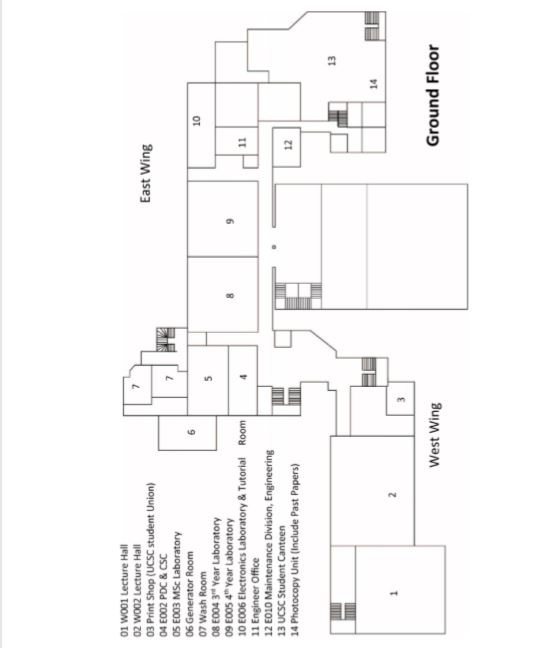 01 W001 Lecture Hall
02 W002 Lecture Hall
03 Print Shop (UCSC student Union)
04 E002 PDC & CSC
05 E003 MSc Laboratory
06 Generator Room
07 Wash Room
08 E004 3rd Year Laboratory
09 E005 4th Year Laboratory
10 E006 Electronics Laboratory & Tutorial Room
11 Engineer Office
12 E010 Maintenance Division, Engineering
13 UCSC Student Canteen
14 Photocopy Unit (Include Past Papers)
East Wing
7
7
6
5
4
8
9
10
11
12
13
14
1
2
3
West Wing
Ground Floor